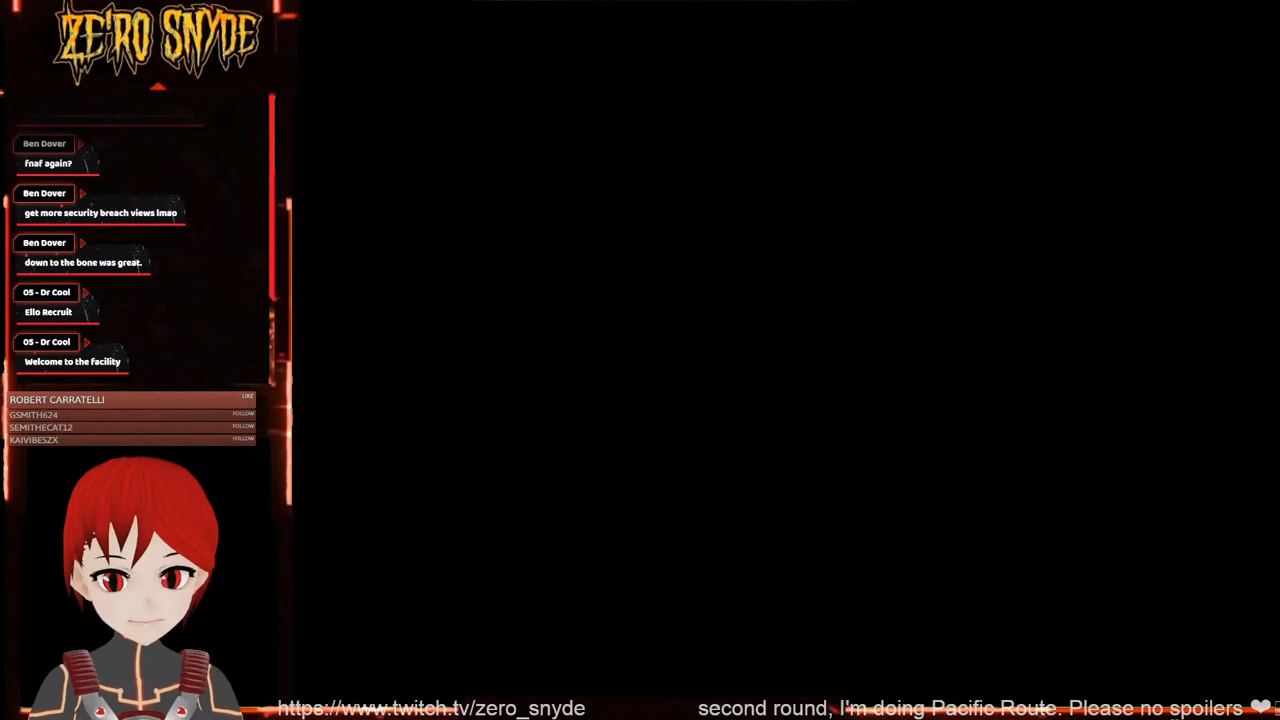 ZERO SNYDE
Ben Dover
fnaf again?
Ben Dover
get more security breach views lmao
Ben Dover
down to the bone was great.
05 - Dr Cool
Ello Recruit
05 - Dr Cool
Welcome to the facility
ROBERT CARRATELLI LIKE
GSMITH624 FOLLOW
SEMITHECAT12 FOLLOW
KAIVIBESZX FOLLOW
https://www.twitch.tv/zero_snyde second round, I'm doing Pacific Route. Please no spoilers ❤